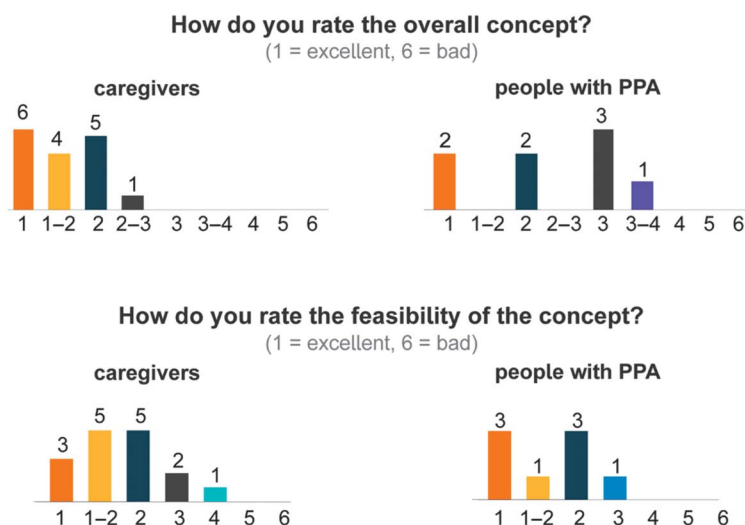 How do you rate the overall concept?
(1 = excellent, 6 = bad)
caregivers
6
4
5
1
1 1–2 2 2–3 3 3–4 4 5 6
people with PPA
2
2
3
1
1 1–2 2 2–3 3 3–4 4 5 6
How do you rate the feasibility of the concept?
(1 = excellent, 6 = bad)
caregivers
3
5
5
2
1
1 1–2 2 3 4 5 6
people with PPA
3
1
3
1
1 1–2 2 3 4 5 6